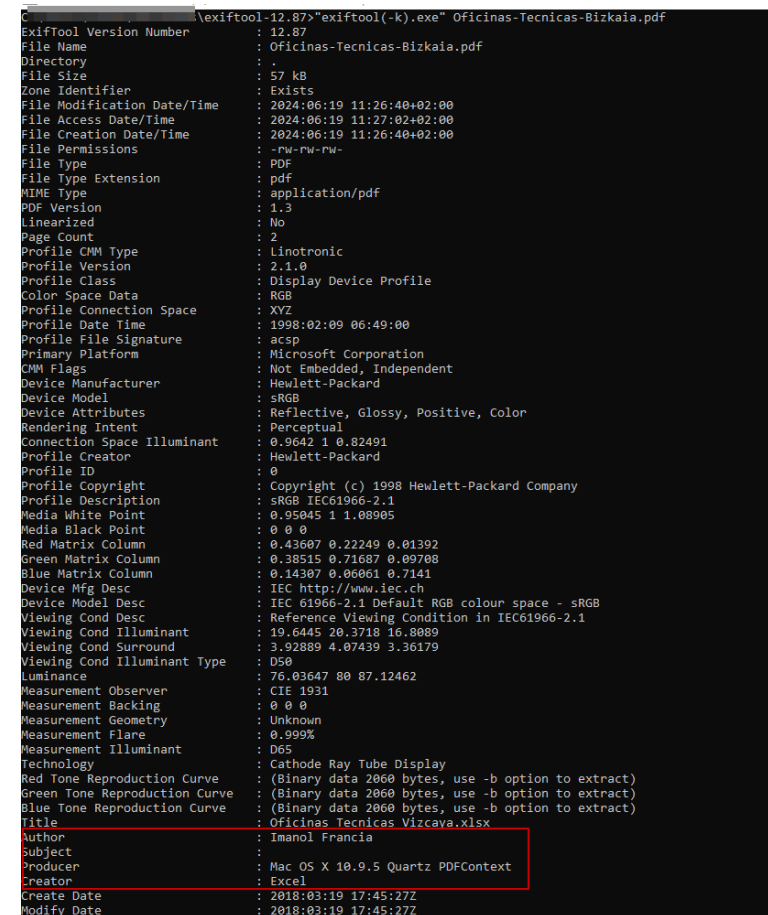 C:\exiftool-12.87>"exiftool(-k).exe" Oficinas-Tecnicas-Bizkaia.pdf
ExifTool Version Number : 12.87
File Name : Oficinas-Tecnicas-Bizkaia.pdf
Directory : .
File Size : 57 kB
Zone Identifier : Exists
File Modification Date/Time : 2024:06:19 11:26:40+02:00
File Access Date/Time : 2024:06:19 11:27:02+02:00
File Creation Date/Time : 2024:06:19 11:26:40+02:00
File Permissions : -rw-rw-rw-
File Type : PDF
File Type Extension : pdf
MIME Type : application/pdf
PDF Version : 1.3
Linearized : No
Page Count : 2
Profile CMM Type : Linotronic
Profile Version : 2.1.0
Profile Class : Display Device Profile
Color Space Data : RGB
Profile Connection Space : XYZ
Profile Date Time : 1998:02:09 06:49:00
Profile File Signature : acsp
Primary Platform : Microsoft Corporation
CMM Flags : Not Embedded, Independent
Device Manufacturer : Hewlett-Packard
Device Model : sRGB
Device Attributes : Reflective, Glossy, Positive, Color
Rendering Intent : Perceptual
Connection Space Illuminant : 0.9642 1 0.82491
Profile Creator : Hewlett-Packard
Profile ID : 0
Profile Copyright : Copyright (c) 1998 Hewlett-Packard Company
Profile Description : sRGB IEC61966-2.1
Media White Point : 0.95045 1 1.08905
Media Black Point : 0 0 0
Red Matrix Column : 0.43607 0.22249 0.01392
Green Matrix Column : 0.38515 0.71687 0.09708
Blue Matrix Column : 0.14307 0.06061 0.7141
Device Mfg Desc : IEC http://www.iec.ch
Device Model Desc : IEC 61966-2.1 Default RGB colour space - sRGB
Viewing Cond Desc : Reference Viewing Condition in IEC61966-2.1
Viewing Cond Illuminant : 19.6445 20.3718 16.8089
Viewing Cond Surround : 3.92889 4.07439 3.36179
Viewing Cond Illuminant Type : D50
Luminance : 76.03647 80 87.12462
Measurement Observer : CIE 1931
Measurement Backing : 0 0 0
Measurement Geometry : Unknown
Measurement Flare : 0.999%
Measurement Illuminant : D65
Technology : Cathode Ray Tube Display
Red Tone Reproduction Curve : (Binary data 2060 bytes, use -b option to extract)
Green Tone Reproduction Curve : (Binary data 2060 bytes, use -b option to extract)
Blue Tone Reproduction Curve : (Binary data 2060 bytes, use -b option to extract)
Title : Oficinas Tecnicas Vizcaya.xlsx
Author : Imanol Francia
Subject :
Producer : Mac OS X 10.9.5 Quartz PDFContext
Creator : Excel
Create Date : 2018:03:19 17:45:27Z
Modify Date : 2018:03:19 17:45:27Z